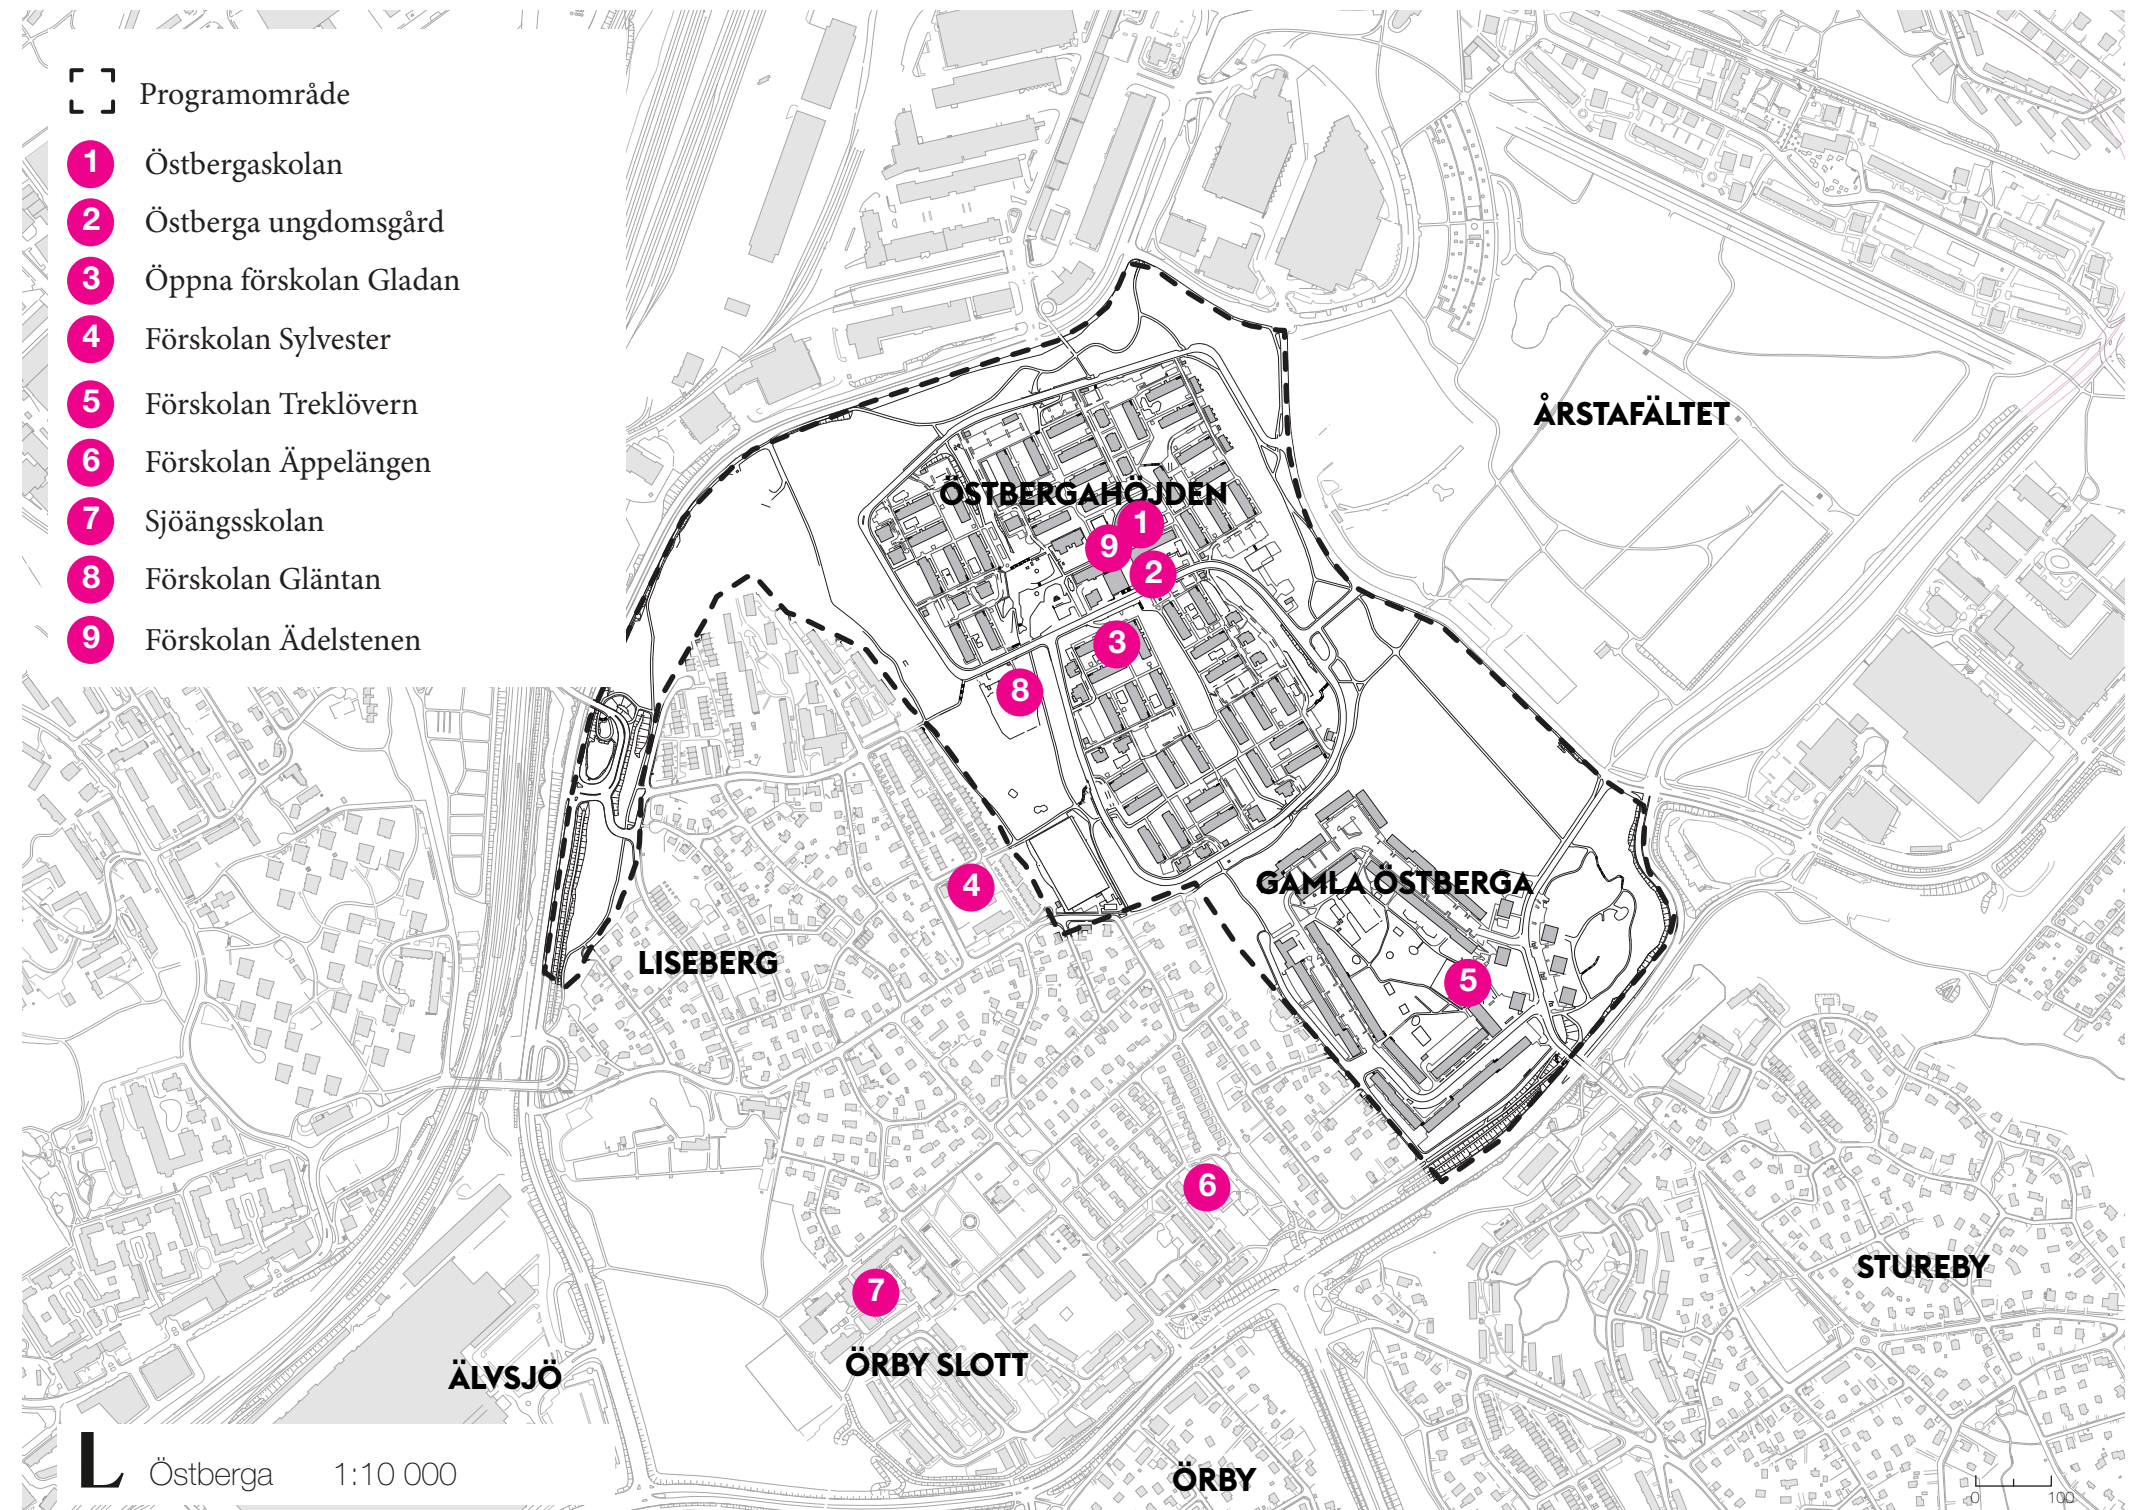 Programområde
1 Östbergaskolan
2 Östberga ungdomsgård
3 Öppna förskolan Gladan
4 Förskolan Sylvester
5 Förskolan Treklövern
6 Förskolan Äppelängen
7 Sjöängsskolan
8 Förskolan Gläntan
9 Förskolan Ädelstenen
ÅRSTAFÄLTET
ÖSTBERGAHÖJDEN
1
9
2
3
8
4
GAMLA ÖSTBERGA
LISEBERG
5
6
STUREBY
7
ÖRBY SLOTT
ÄLVSJÖ
L Östberga 1:10 000
ÖRBY
0 100